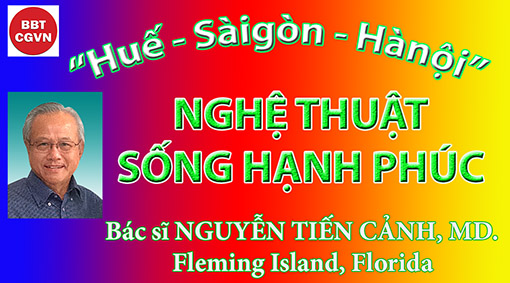 BBT
CGVN
"Huế - Sàigòn - Hànội"
NGHỆ THUẬT
SỐNG HẠNH PHÚC
Bác sĩ NGUYỄN TIẾN CẢNH, MD.
Fleming Island, Florida